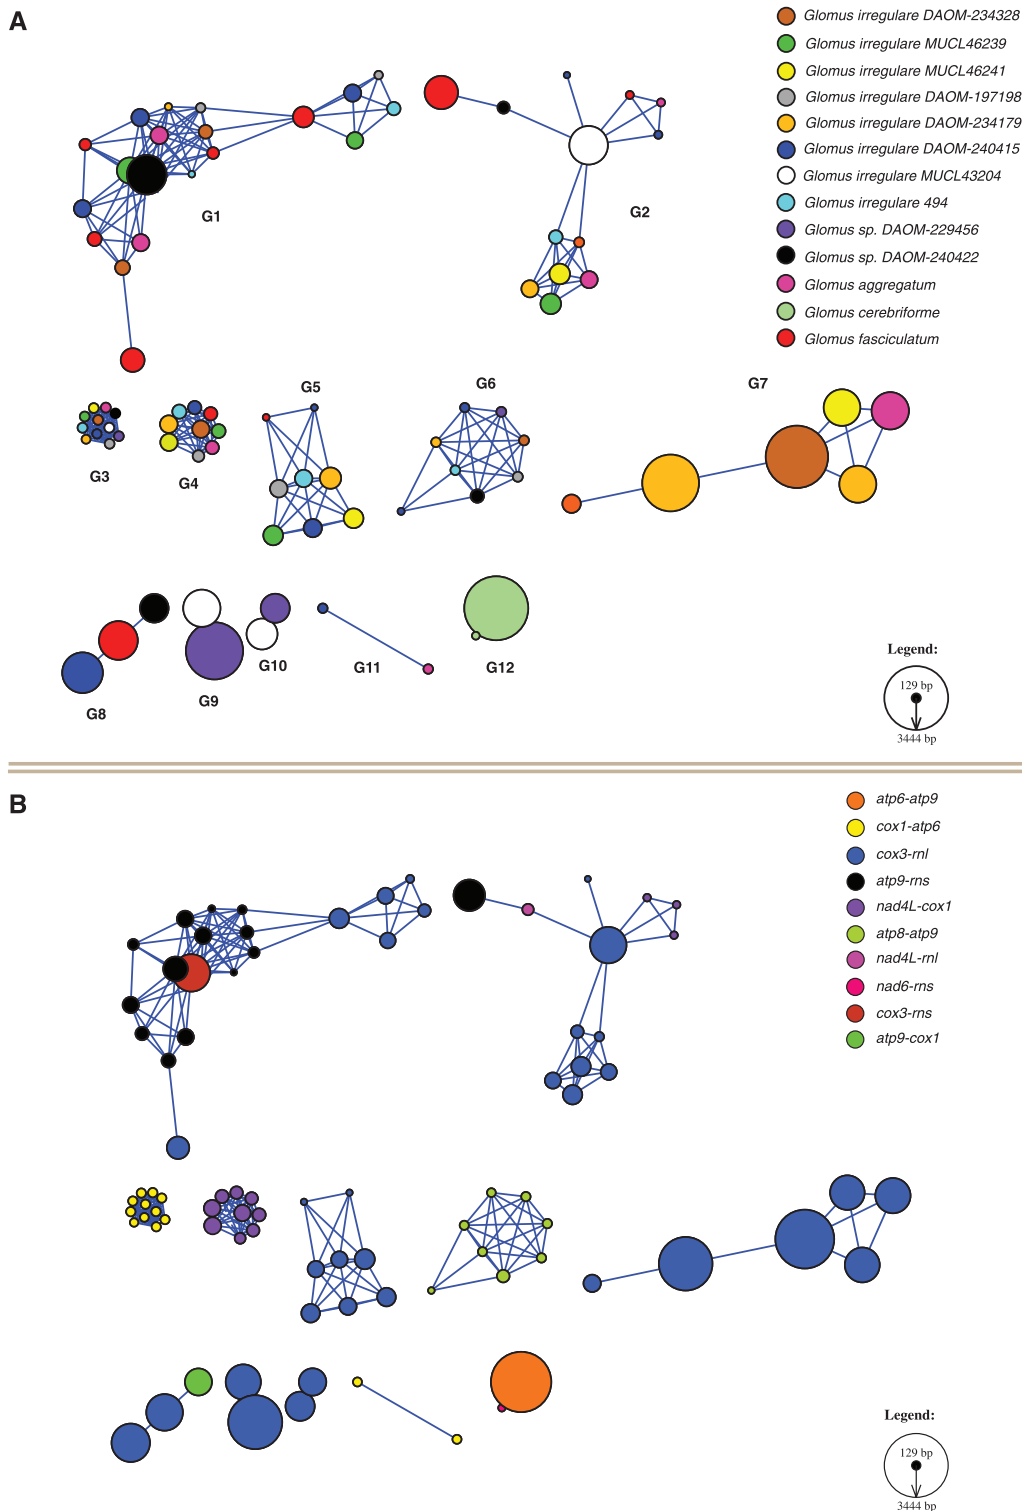 A
Glomus irregulare DAOM-234328
Glomus irregulare MUCL46239
Glomus irregulare MUCL46241
Glomus irregulare DAOM-197198
Glomus irregulare DAOM-234179
Glomus irregulare DAOM-240415
Glomus irregulare MUCL43204
Glomus irregulare 494
Glomus sp. DAOM-229456
Glomus sp. DAOM-240422
Glomus aggregatum
Glomus cerebriforme
Glomus fasciculatum
G1
G2
G3
G4
G5
G6
G7
G8
G9
G10
G11
G12
Legend:
129 bp
3444 bp
B
atp6-atp9
cox1-atp6
cox3-rnl
atp9-rns
nad4L-cox1
atp8-atp9
nad4L-rnl
nad6-rns
cox3-rns
atp9-cox1
Legend:
129 bp
3444 bp